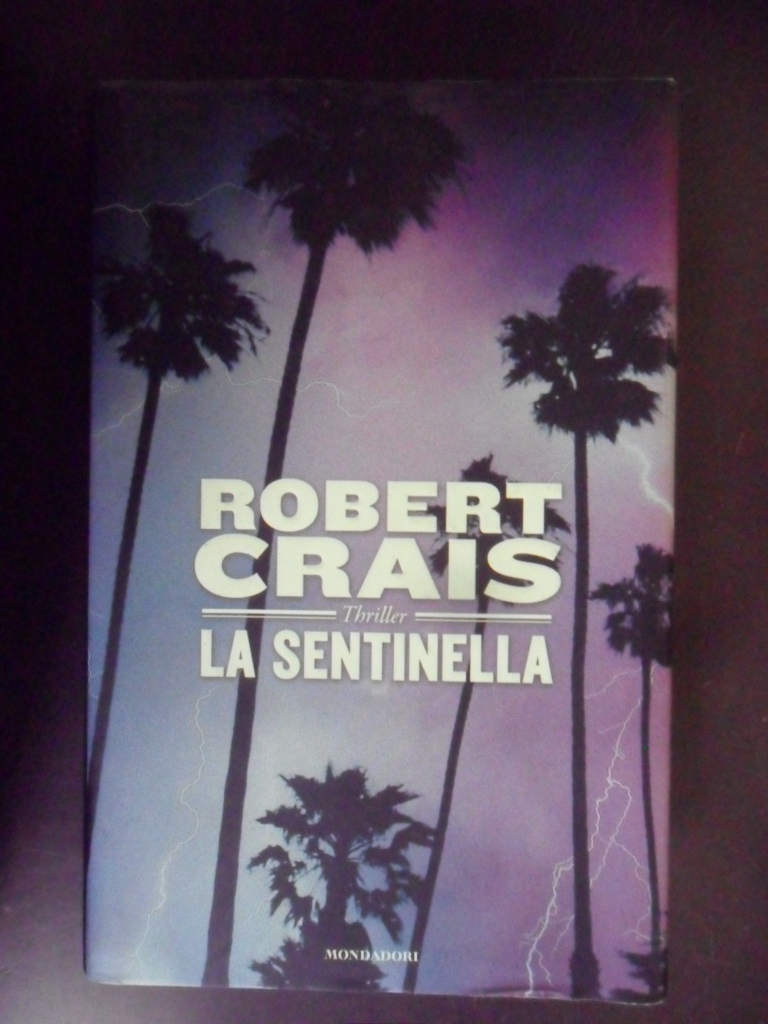 ROBERT
CRAIS
Thriller
LA SENTINELLA
MONDADORI